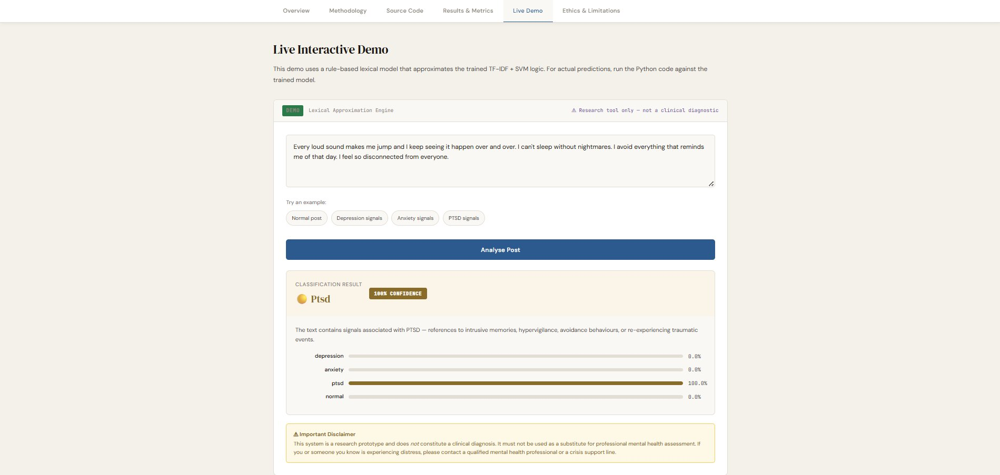 Overview Methodology Source Code Results & Metrics Live Demo Ethics & Limitations
Live Interactive Demo
This demo uses a rule-based lexical model that approximates the trained TF-IDF + SVM logic. For actual predictions, run the Python code against the
trained model.
DEMO Lexical Approximation Engine ⚠ Research tool only — not a clinical diagnostic
Every loud sound makes me jump and I keep seeing it happen over and over. I can't sleep without nightmares. I avoid everything that reminds
me of that day. I feel so disconnected from everyone.
Try an example:
Normal post Depression signals Anxiety signals PTSD signals
Analyse Post
CLASSIFICATION RESULT
Ptsd
100% CONFIDENCE
The text contains signals associated with PTSD — references to intrusive memories, hypervigilance, avoidance behaviours, or re-experiencing traumatic
events.
depression 0.0%
anxiety 0.0%
ptsd 100.0%
normal 0.0%
⚠ Important Disclaimer
This system is a research prototype and does not constitute a clinical diagnosis. It must not be used as a substitute for professional mental health assessment. If
you or someone you know is experiencing distress, please contact a qualified mental health professional or a crisis support line.